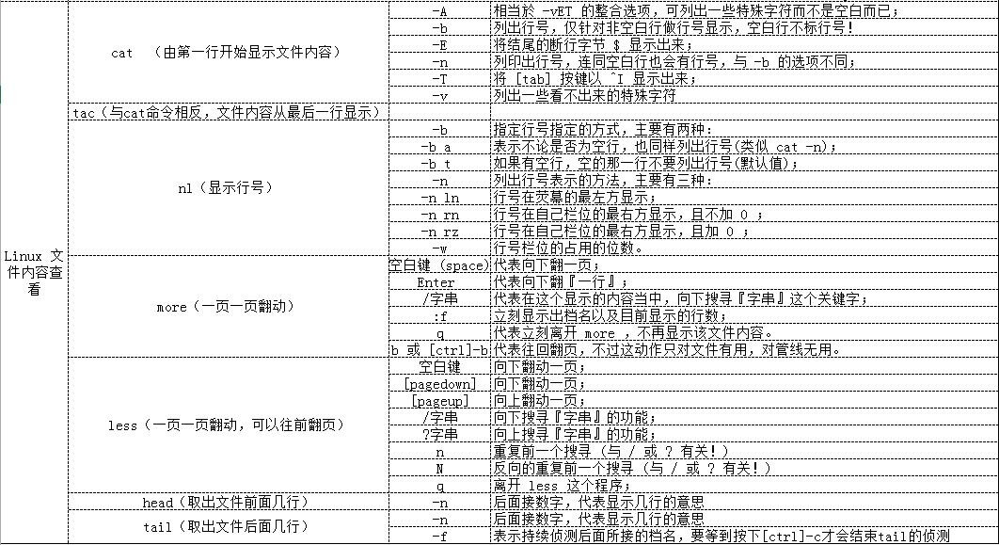 Linux 文
件内容查
看
cat （由第一行开始显示文件内容）
-A 相当於 -vET 的整合选项，可列出一些特殊字符而不是空白而已；
-b 列出行号，仅针对非空白行做行号显示，空白行不标行号！
-E 将结尾的断行字节 $ 显示出来；
-n 列印出行号，连同空白行也会有行号，与 -b 的选项不同；
-T 将 [tab] 按键以 ^I 显示出来；
-v 列出一些看不出来的特殊字符
tac（与cat命令相反，文件内容从最后一行显示）
nl（显示行号）
-b 指定行号指定的方式，主要有两种：
-b a 表示不论是否为空行，也同样列出行号(类似 cat -n)；
-b t 如果有空行，空的那一行不要列出行号(默认值)；
-n 列出行号表示的方法，主要有三种：
-n ln 行号在荧幕的最左方显示；
-n rn 行号在自己栏位的最右方显示，且不加 0 ；
-n rz 行号在自己栏位的最右方显示，且加 0 ；
-w 行号栏位的占用的位数。
more（一页一页翻动）
空白键 (space) 代表向下翻一页；
Enter 代表向下翻『一行』；
/字串 代表在这个显示的内容当中，向下搜寻『字串』这个关键字；
:f 立刻显示出档名以及目前显示的行数；
q 代表立刻离开 more ，不再显示该文件内容。
b 或 [ctrl]-b 代表往回翻页，不过这动作只对文件有用，对管线无用。
less（一页一页翻动，可以往前翻页）
空白键 向下翻动一页；
[pagedown] 向下翻动一页；
[pageup] 向上翻动一页；
/字串 向下搜寻『字串』的功能；
?字串 向上搜寻『字串』的功能；
n 重复前一个搜寻 (与 / 或 ? 有关！)
N 反向的重复前一个搜寻 (与 / 或 ? 有关！)
q 离开 less 这个程序；
head（取出文件前面几行）
-n 后面接数字，代表显示几行的意思
tail（取出文件后面几行）
-n 后面接数字，代表显示几行的意思
-f 表示持续侦测后面所接的档名，要等到按下[ctrl]-c才会结束tail的侦测